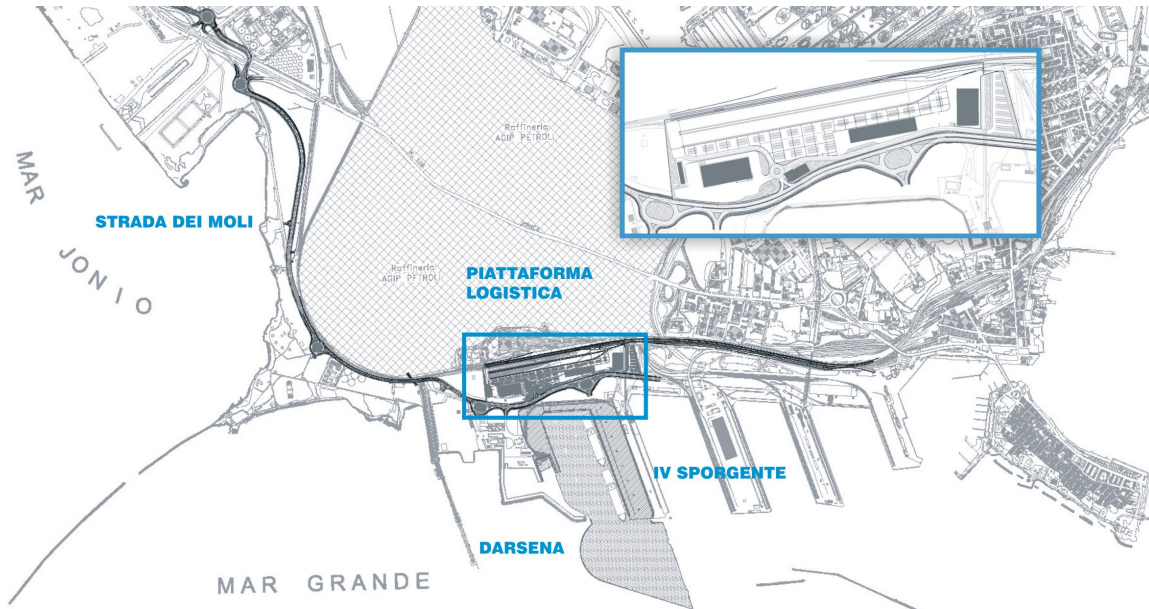 Raffineria
AGIP PETROLI
MAR
JONIO
STRADA DEI MOLI
Raffineria
AGIP PETROLI
PIATTAFORMA
LOGISTICA
IV SPORGENTE
DARSENA
MAR GRANDE